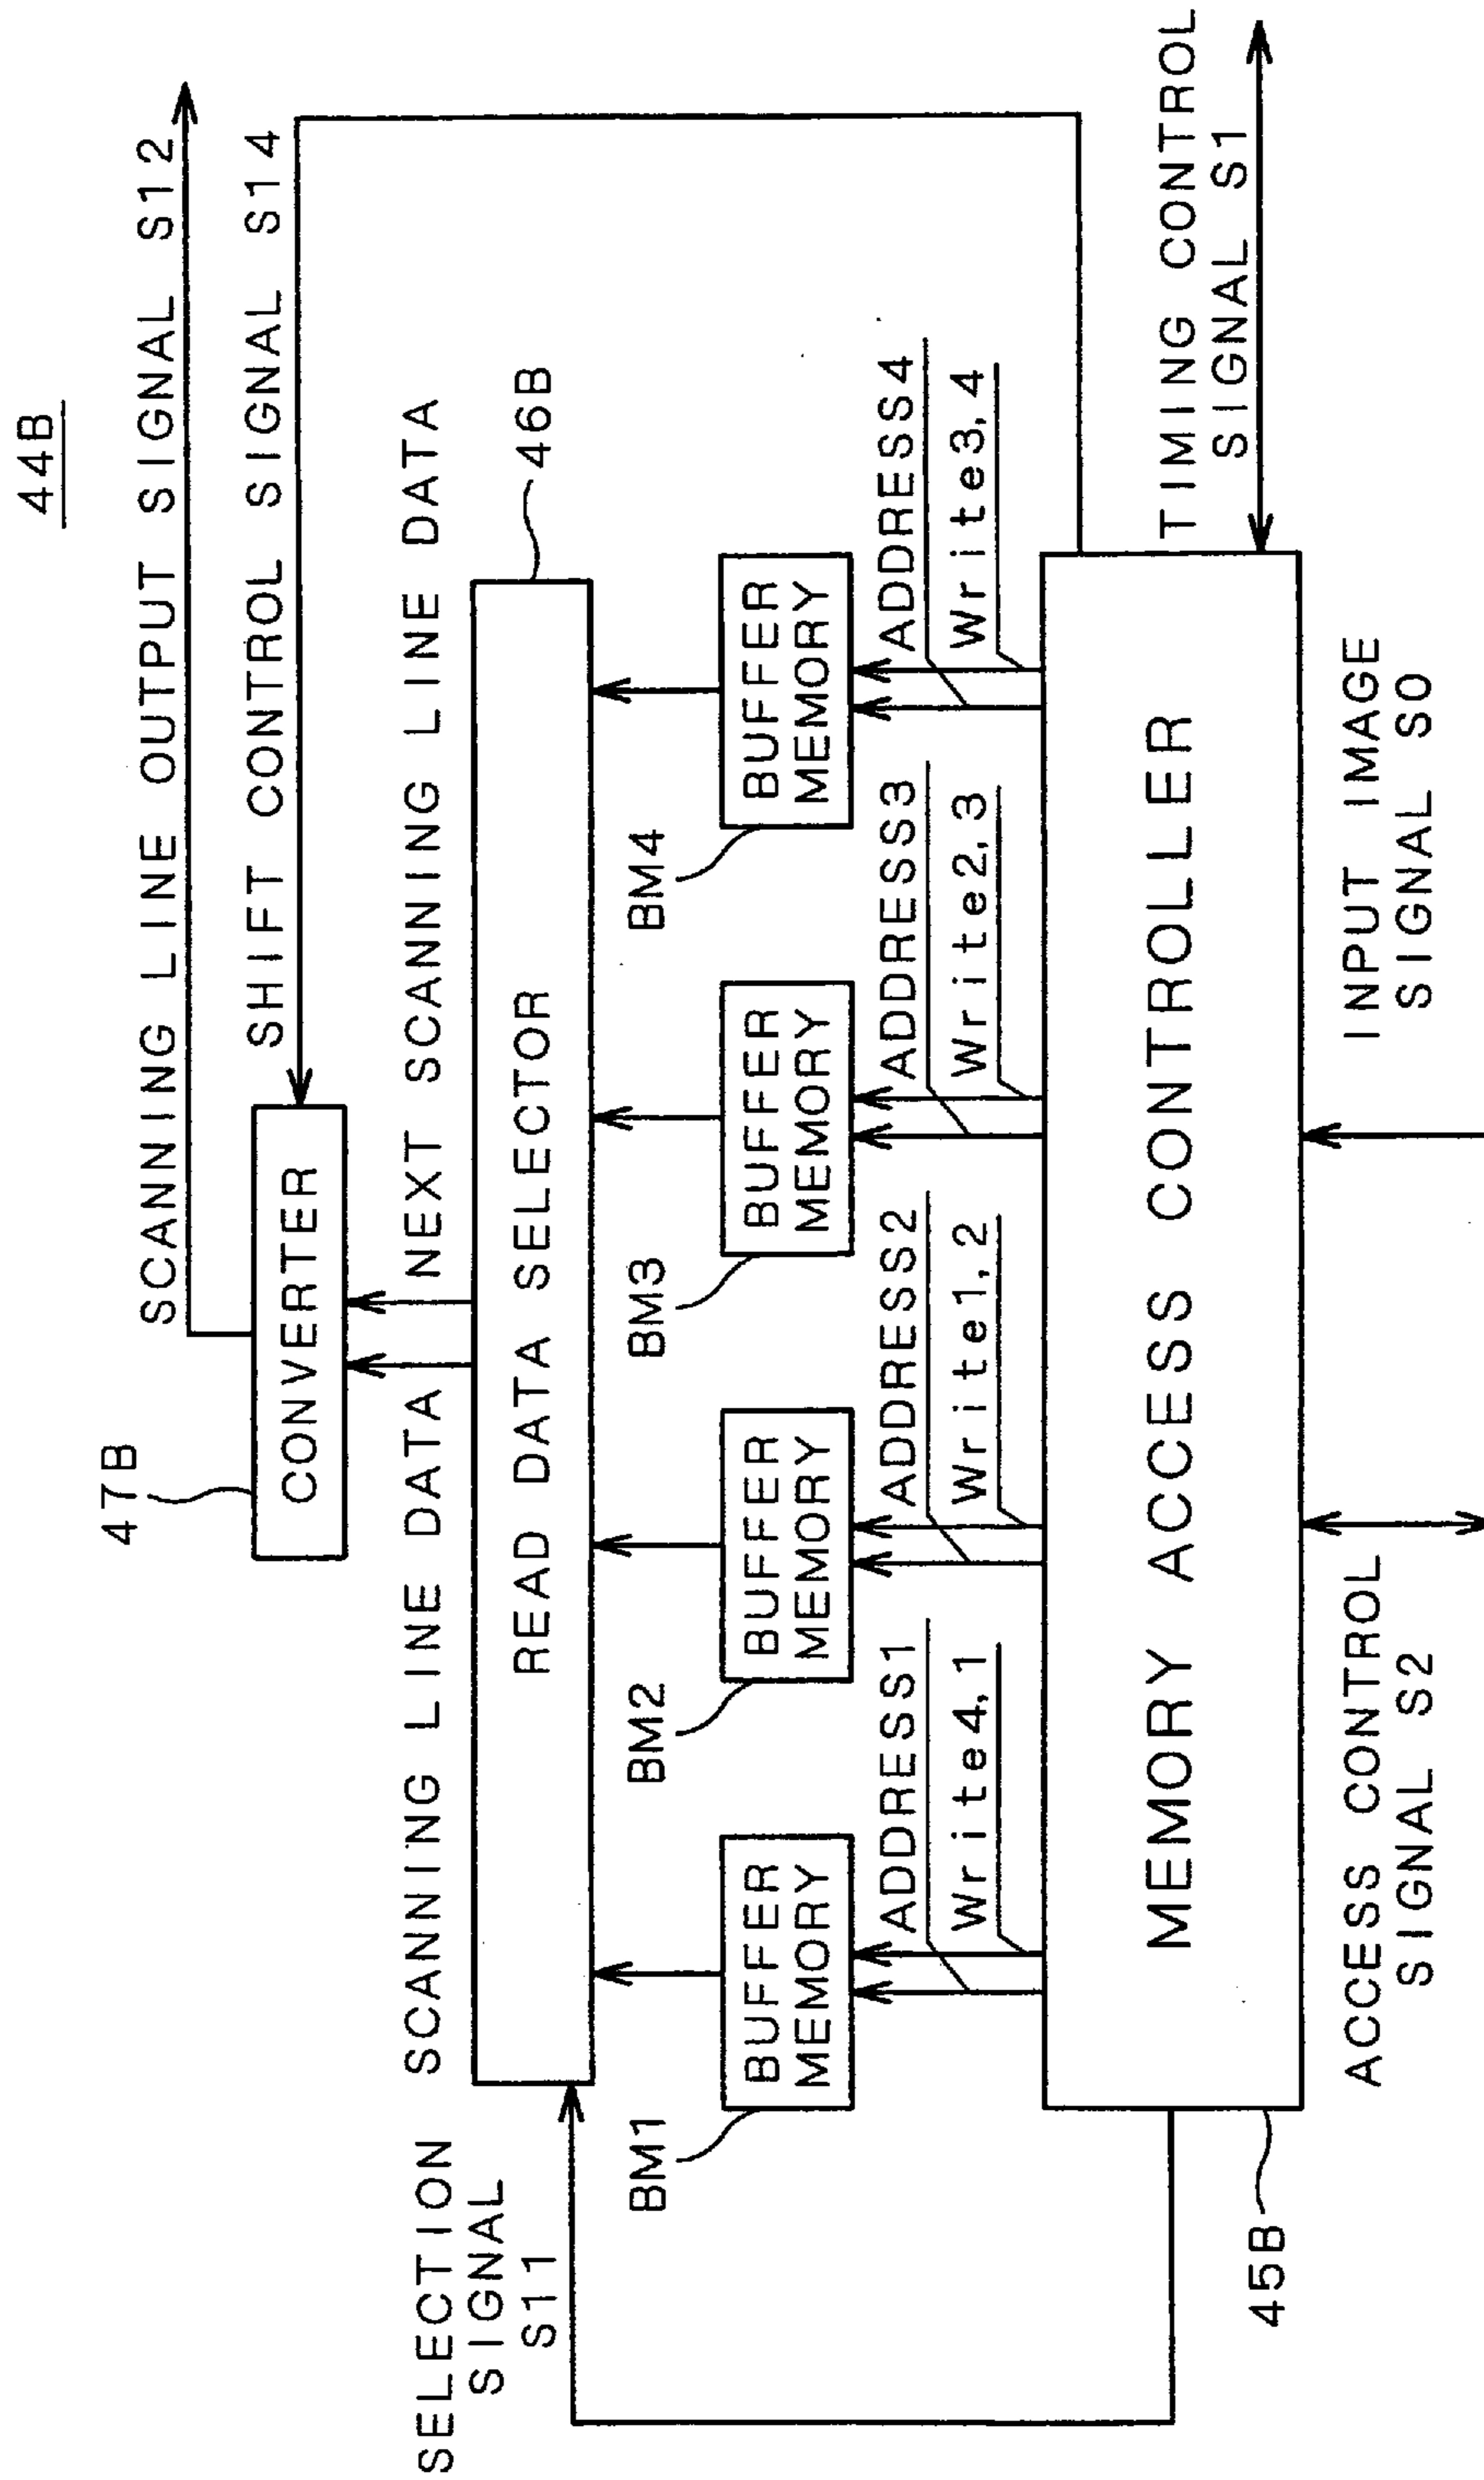 44B
SCANNING LINE OUTPUT SIGNAL S12
SHIFT CONTROL SIGNAL S14
47B
CONVERTER
SCANNING LINE DATA
NEXT SCANNING LINE DATA
SELECTION
SIGNAL
S11
READ DATA SELECTOR
46B
BM1
BUFFER
MEMORY
BM2
BUFFER
MEMORY
BM3
BUFFER
MEMORY
BM4
BUFFER
MEMORY
ADDRESS1
Write4,1
ADDRESS2
Write1,2
ADDRESS3
Write2,3
ADDRESS4
Write3,4
MEMORY ACCESS CONTROLLER
45B
TIMING CONTROL
SIGNAL S1
ACCESS CONTROL
SIGNAL S2
INPUT IMAGE
SIGNAL S0